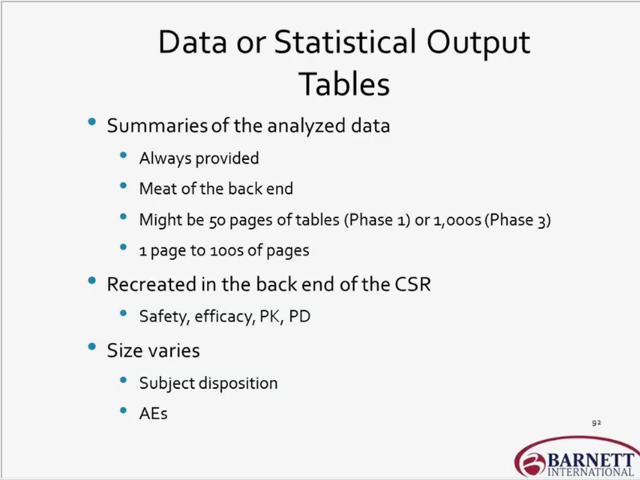 Data or Statistical Output
Tables
• Summaries of the analyzed data
• Always provided
• Meat of the back end
• Might be 50 pages of tables (Phase 1) or 1,000s (Phase 3)
• 1 page to 100s of pages
• Recreated in the back end of the CSR
• Safety, efficacy, PK, PD
• Size varies
• Subject disposition
• AEs
92
BARNETT
INTERNATIONAL